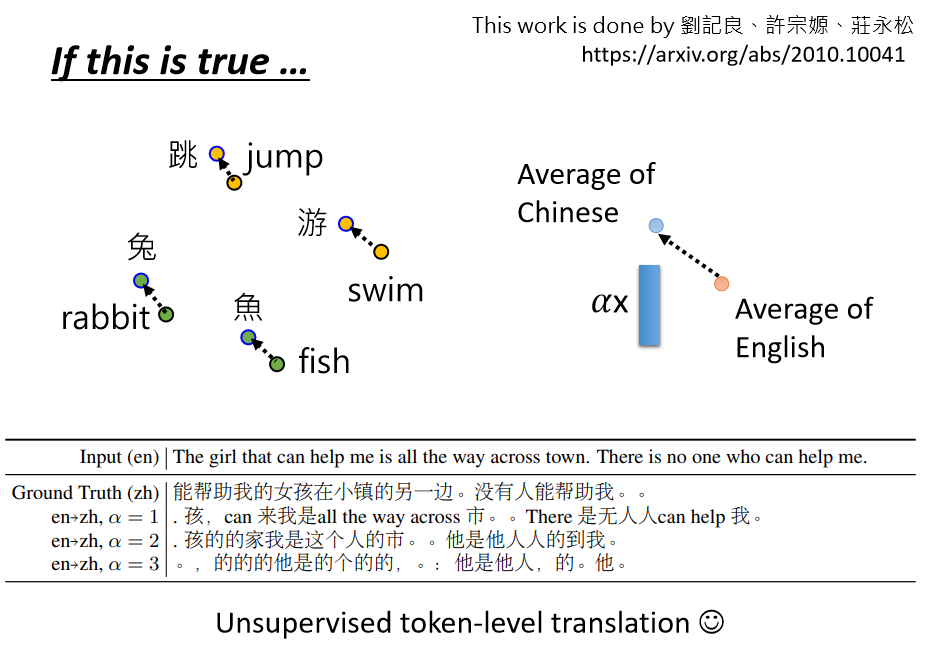 This work is done by 劉記良、許宗嫄、莊永松
https://arxiv.org/abs/2010.10041
If this is true …
跳 jump
游
swim
兔
rabbit
魚
fish
Average of
Chinese
αx
Average of
English
Input (en) The girl that can help me is all the way across town. There is no one who can help me.
Ground Truth (zh) 能帮助我的女孩在小镇的另一边。没有人能帮助我。。
en→zh, α = 1 . 孩，can 来我是all the way across 市。。There 是无人人can help 我。
en→zh, α = 2 . 孩的的家我是这个人的市。。他是他人人的到我。
en→zh, α = 3 。，的的的他是的个的的，。：他是他人，的。他。
Unsupervised token-level translation ☺